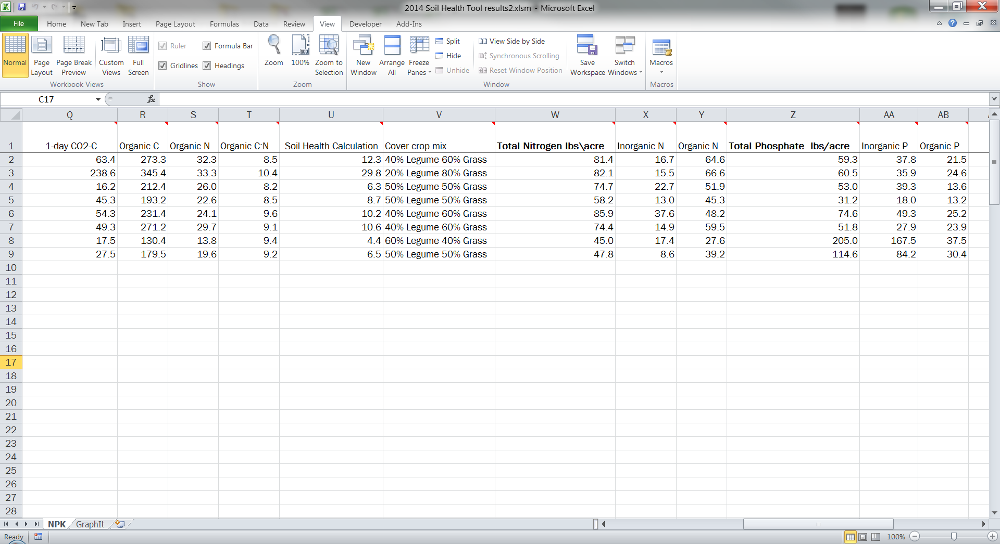 2014 Soil Health Tool results2.xlsm - Microsoft Excel
File Home New Tab Insert Page Layout Formulas Data Review View Developer Add-Ins
Normal
Page Layout
Page Break Preview
Custom Views
Full Screen
Workbook Views
Ruler
Formula Bar
Gridlines
Headings
Show
Zoom
100%
Zoom to Selection
Zoom
New Window
Arrange All
Freeze Panes
Split
Hide
Unhide
View Side by Side
Synchronous Scrolling
Reset Window Position
Save Workspace
Switch Windows
Window
Macros
Macros
C17 fx
Q R S T U V W X Y Z AA AB
1 1-day CO2-C Organic C Organic N Organic C:N Soil Health Calculation Cover crop mix Total Nitrogen lbs\acre Inorganic N Organic N Total Phosphate lbs/acre Inorganic P Organic P
2 63.4 273.3 32.3 8.5 12.3 40% Legume 60% Grass 81.4 16.7 64.6 59.3 37.8 21.5
3 238.6 345.4 33.3 10.4 29.8 20% Legume 80% Grass 82.1 15.5 66.6 60.5 35.9 24.6
4 16.2 212.4 26.0 8.2 6.3 50% Legume 50% Grass 74.7 22.7 51.9 53.0 39.3 13.6
5 45.3 193.2 22.6 8.5 8.7 50% Legume 50% Grass 58.2 13.0 45.3 31.2 18.0 13.2
6 54.3 231.4 24.1 9.6 10.2 40% Legume 60% Grass 85.9 37.6 48.2 74.6 49.3 25.2
7 49.3 271.2 29.7 9.1 10.6 40% Legume 60% Grass 74.4 14.9 59.5 51.8 27.9 23.9
8 17.5 130.4 13.8 9.4 4.4 60% Legume 40% Grass 45.0 17.4 27.6 205.0 167.5 37.5
9 27.5 179.5 19.6 9.2 6.5 50% Legume 50% Grass 47.8 8.6 39.2 114.6 84.2 30.4
10
11
12
13
14
15
16
17
18
19
20
21
22
23
24
25
26
27
28
NPK GraphIt
Ready 100%